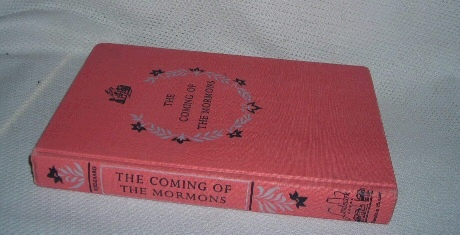 THE
COMING OF
THE MORMONS
THE COMING OF
THE MORMONS